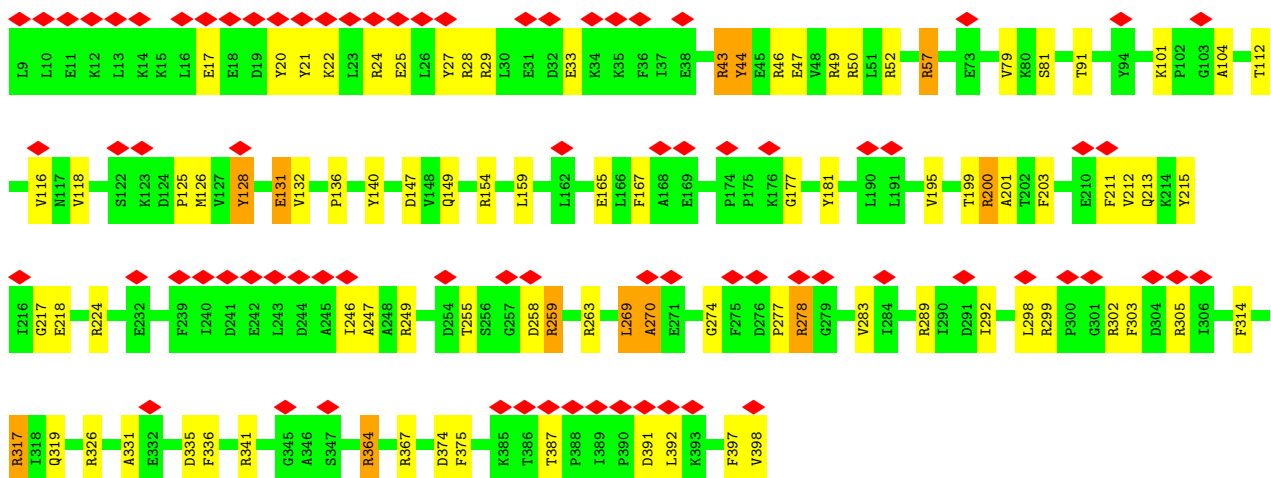 L9 L10 E11 K12 L13 K14 K15 L16 E17 E18 D19 Y20 Y21 K22 L23 R24 E25 L26 Y27 R28 R29 L30 E31 D32 E33 K34 K35 F36 I37 E38 R43 Y44 E45 R46 E47 V48 R49 R50 L51 R52 R57 E73 V79 K80 S81 T91 Y94 K101 P102 G103 A104 T112
V116 N117 V118 S122 K123 D124 P125 M126 V127 Y128 E131 V132 P136 Y140 D147 V148 Q149 R154 L159 L162 E165 L166 F167 A168 E169 P174 P175 K176 G177 Y181 L190 L191 V195 T199 R200 A201 T202 F203 E210 F211 V212 Q213 K214 Y215
I216 G217 E218 R224 E232 F239 I240 D241 E242 L243 D244 A245 I246 A247 A248 R249 D254 T255 S256 G257 D258 R259 R263 L269 A270 E271 G274 F275 D276 P277 R278 G279 V283 I284 R289 I290 D291 I292 L298 R299 P300 G301 R302 F303 D304 R305 I306 F314
R317 I318 Q319 R326 A331 E332 D335 F336 R341 G345 A346 S347 R364 R367 D374 F375 K385 T386 T387 P388 I389 P390 D391 L392 K393 F397 V398